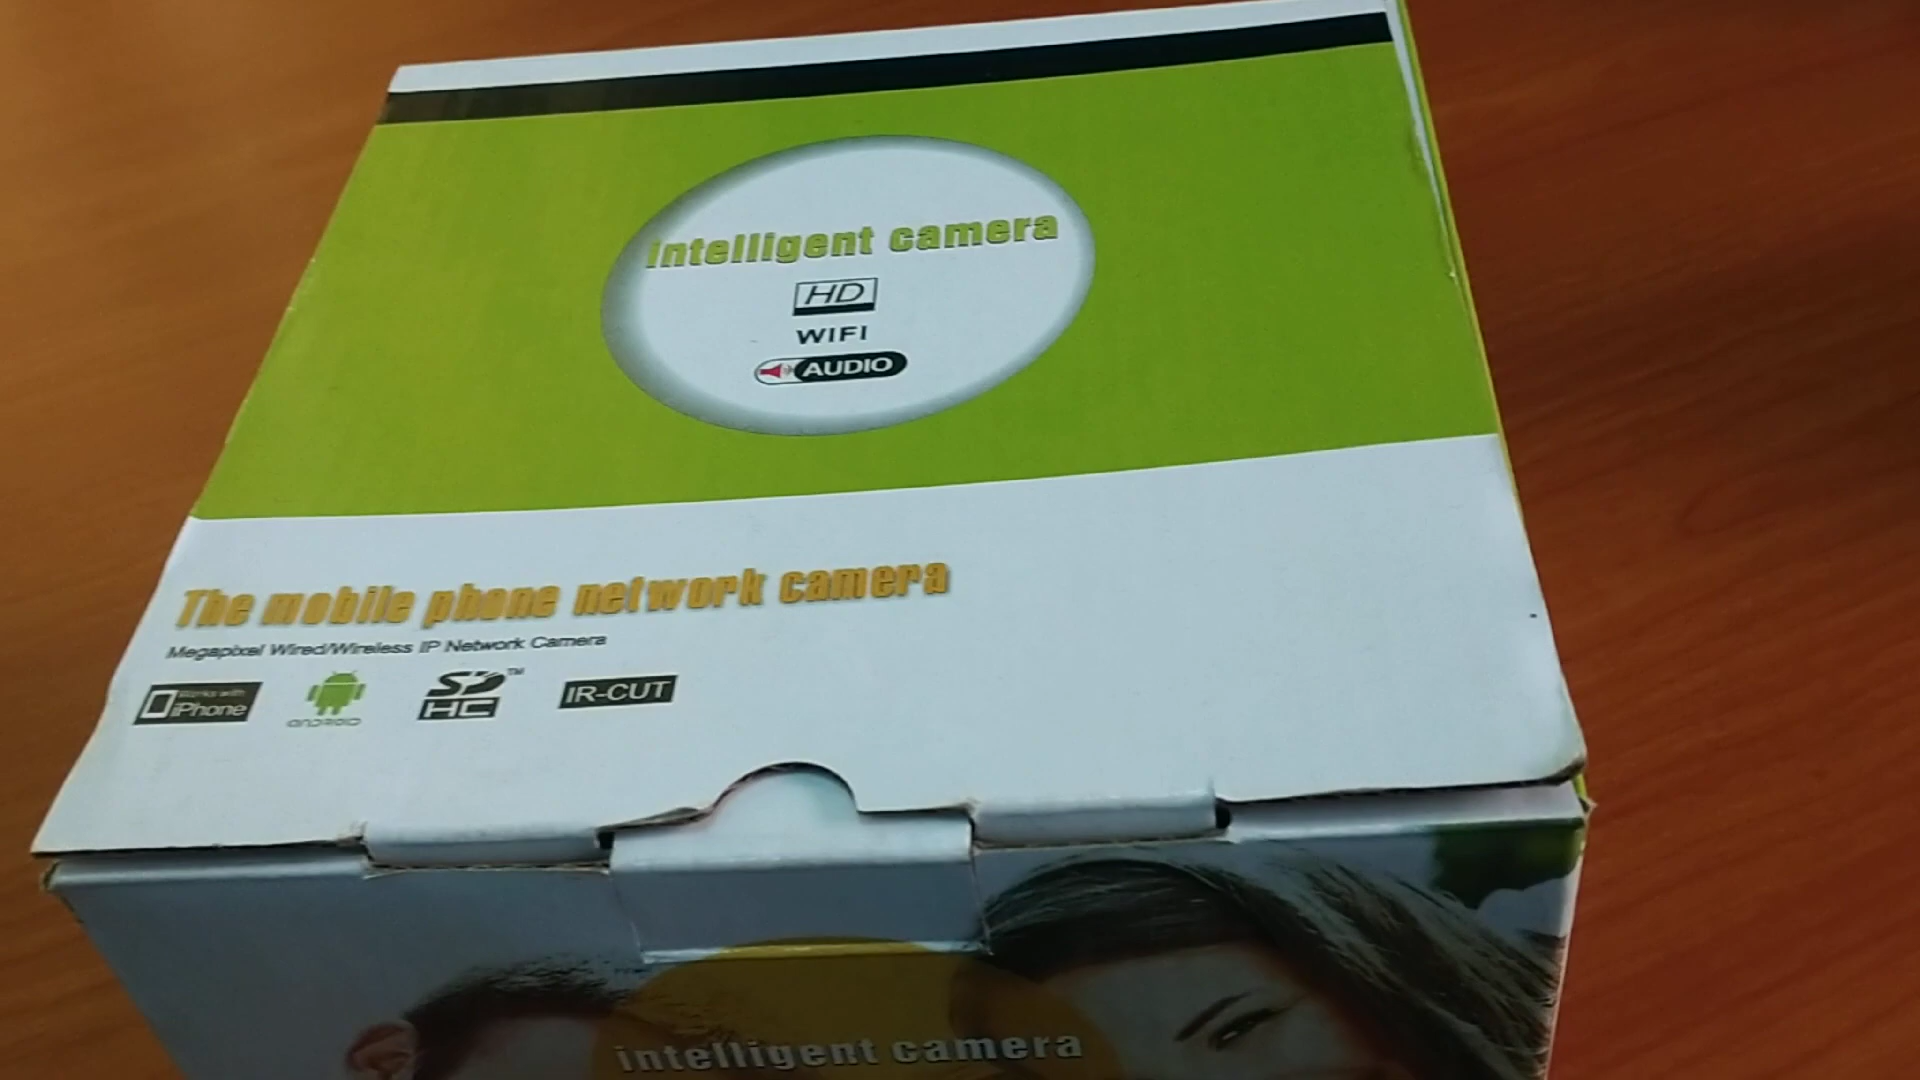 intelligent camera
HD
WIFI
AUDIO
The mobile phone network camera
Megapixel Wired/Wireless IP Network Camera
Works with
iPhone
ANDROID
SD™
HC
IR-CUT
intelligent camera